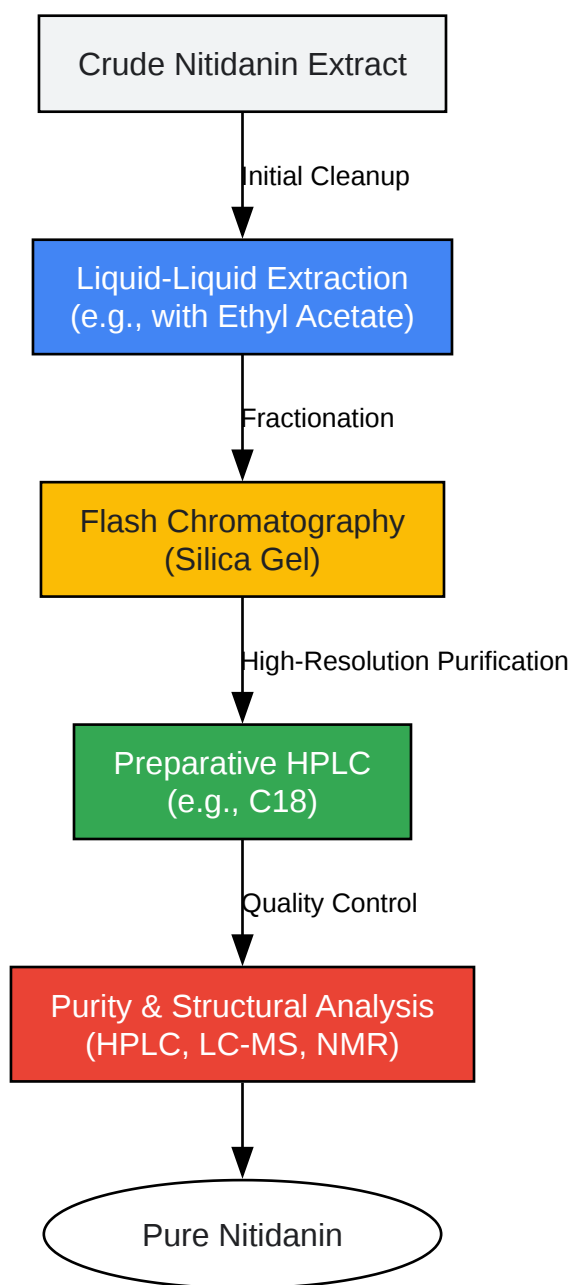 Crude Nitidanin Extract
Initial Cleanup
Liquid-Liquid Extraction
(e.g., with Ethyl Acetate)
Fractionation
Flash Chromatography
(Silica Gel)
High-Resolution Purification
Preparative HPLC
(e.g., C18)
Quality Control
Purity & Structural Analysis
(HPLC, LC-MS, NMR)
Pure Nitidanin